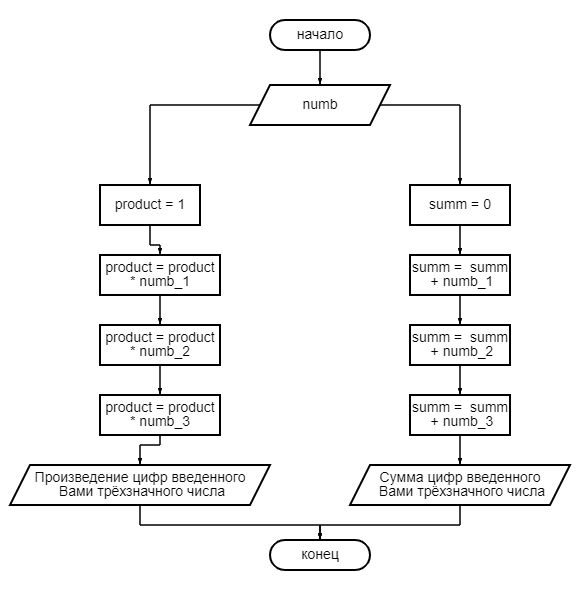 начало
numb
product = 1
summ = 0
product = product
* numb_1
summ =  summ
+ numb_1
product = product
* numb_2
summ =  summ
+ numb_2
product = product
* numb_3
summ =  summ
+ numb_3
Произведение цифр введенного
Вами трёхзначного числа
Сумма цифр введенного
Вами трёхзначного числа
конец